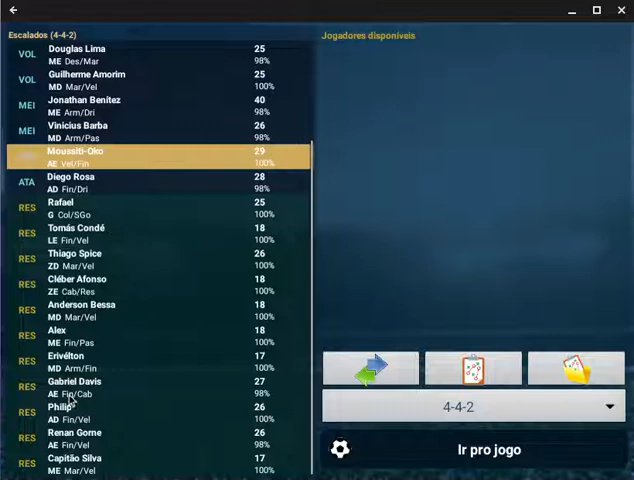 Escalados (4-4-2)
Jogadores disponíveis
VOL Douglas Lima 25
ME Des/Mar 98%
VOL Guilherme Amorim 25
MD Mar/Vel 100%
MEI Jonathan Benítez 40
ME Arm/Dri 98%
MEI Vinicius Barba 26
MD Arm/Pas 98%
Moussiti-Oko 29
AE Vel/Fin 100%
ATA Diego Rosa 28
AD Fin/Dri 98%
RES Rafael 25
G Col/SGo 100%
RES Tomás Condé 18
LE Fin/Vel 100%
RES Thiago Spice 26
ZD Mar/Vel 100%
RES Cléber Afonso 18
ZE Cab/Res 100%
RES Anderson Bessa 18
MD Mar/Vel 100%
RES Alex 18
ME Fin/Pas 100%
RES Erivélton 17
MD Arm/Fin 100%
RES Gabriel Davis 27
AE Fin/Cab 98%
RES Philip 26
AD Fin/Vel 100%
RES Renan Gorne 26
AE Fin/Vel 98%
RES Capitão Silva 17
ME Mar/Vel 100%
4-4-2
Ir pro jogo